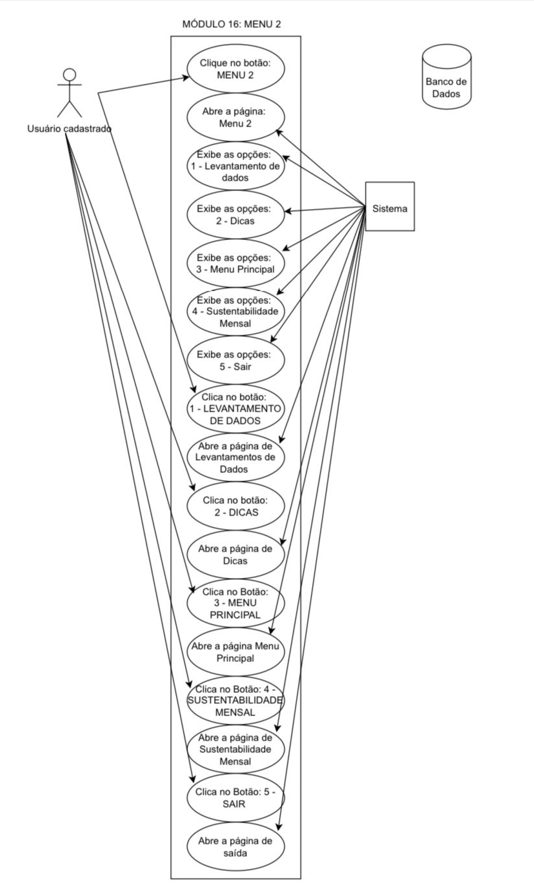 MÓDULO 16: MENU 2
Clique no botão:
MENU 2
Banco de
Dados
Usuário cadastrado
Abre a página:
Menu 2
Exibe as opções:
1 - Levantamento de
dados
Sistema
Exibe as opções:
2 - Dicas
Exibe as opções:
3 - Menu Principal
Exibe as opções:
4 - Sustentabilidade
Mensal
Exibe as opções:
5 - Sair
Clica no botão:
1 - LEVANTAMENTO
DE DADOS
Abre a página de
Levantamentos de
Dados
Clica no botão:
2 - DICAS
Abre a página de
Dicas
Clica no Botão:
3 - MENU
PRINCIPAL
Abre a página Menu
Principal
Clica no Botão: 4 -
SUSTENTABILIDADE
MENSAL
Abre a página de
Sustentabilidade
Mensal
Clica no Botão: 5 -
SAIR
Abre a página de
saída